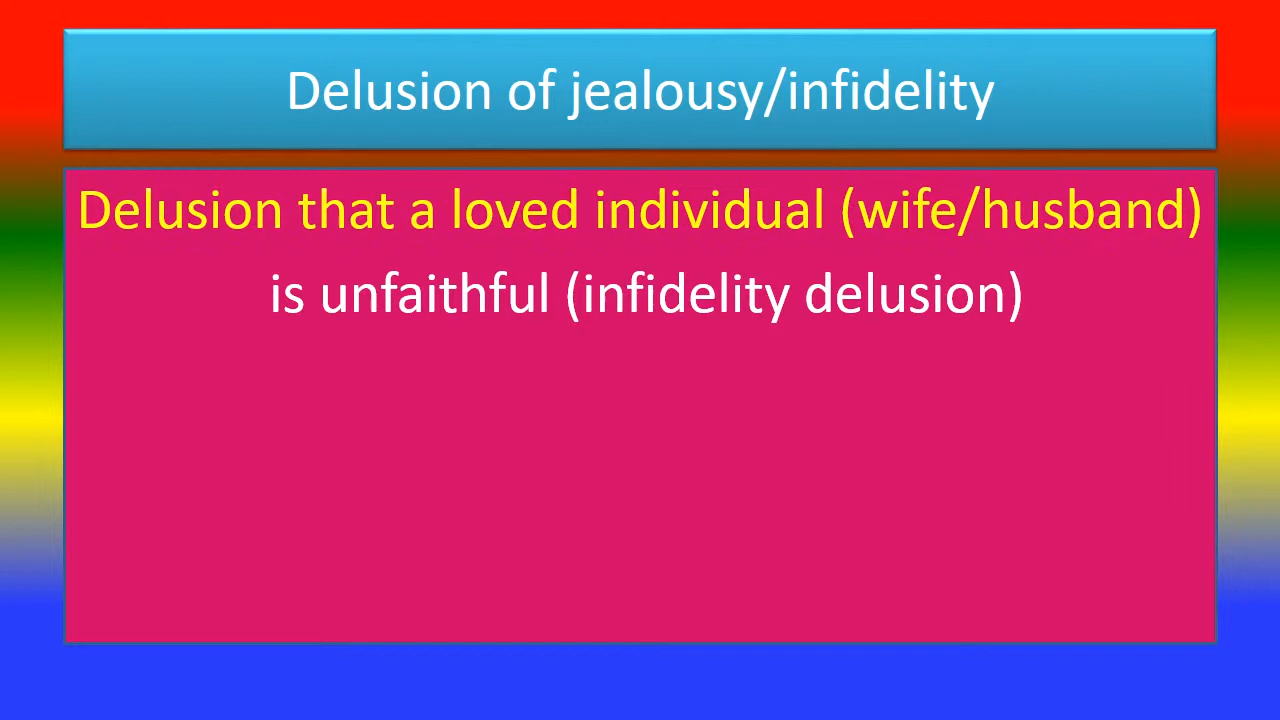 Delusion of jealousy/infidelity
Delusion that a loved individual (wife/husband)
is unfaithful (infidelity delusion)